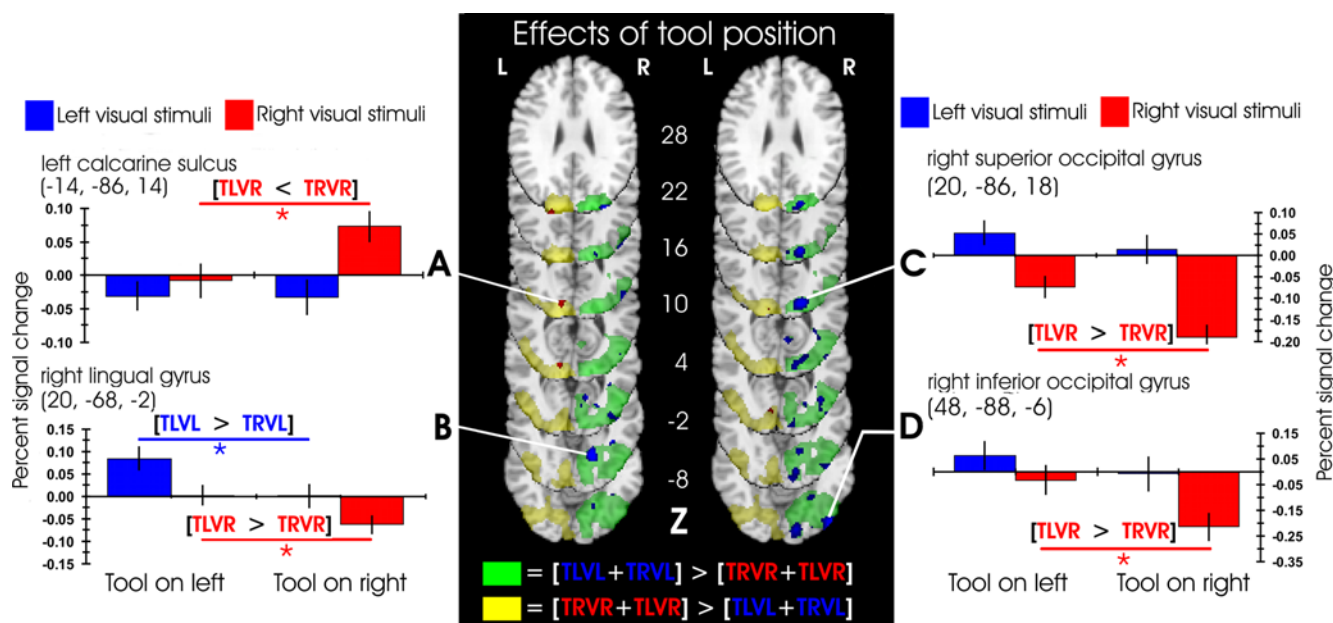 Effects of tool position
L R L R
Left visual stimuli Right visual stimuli
left calcarine sulcus
(-14, -86, 14)
[TLVR < TRVR]
*
0.10
0.05
0.00
-0.05
-0.10
A
Percent signal change
right lingual gyrus
(20, -68, -2)
[TLVL > TRVL]
*
0.15
0.10
0.05
0.00
-0.05
-0.10
-0.15
[TLVR > TRVR]
*
B
Tool on left Tool on right
28
22
16
10
4
-2
-8
Z
= [TLVL+TRVL] > [TRVR+TLVR]
= [TRVR+TLVR] > [TLVL+TRVL]
Left visual stimuli Right visual stimuli
right superior occipital gyrus
(20, -86, 18)
C
0.10
0.05
0.00
-0.05
-0.10
-0.15
-0.20
[TLVR > TRVR]
*
Percent signal change
right inferior occipital gyrus
(48, -88, -6)
D
0.15
0.05
-0.05
-0.15
-0.25
-0.35
[TLVR > TRVR]
*
Tool on left Tool on right